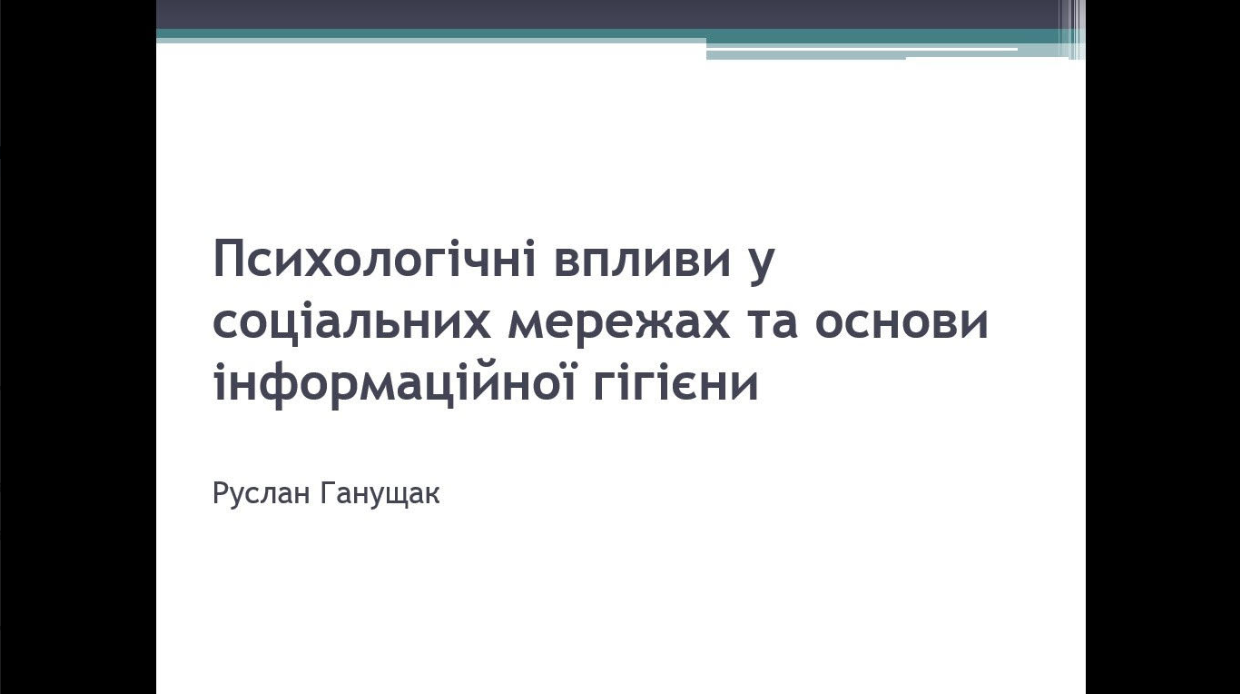 Психологічні впливи у
соціальних мережах та основи
інформаційної гігієни
Руслан Ганущак